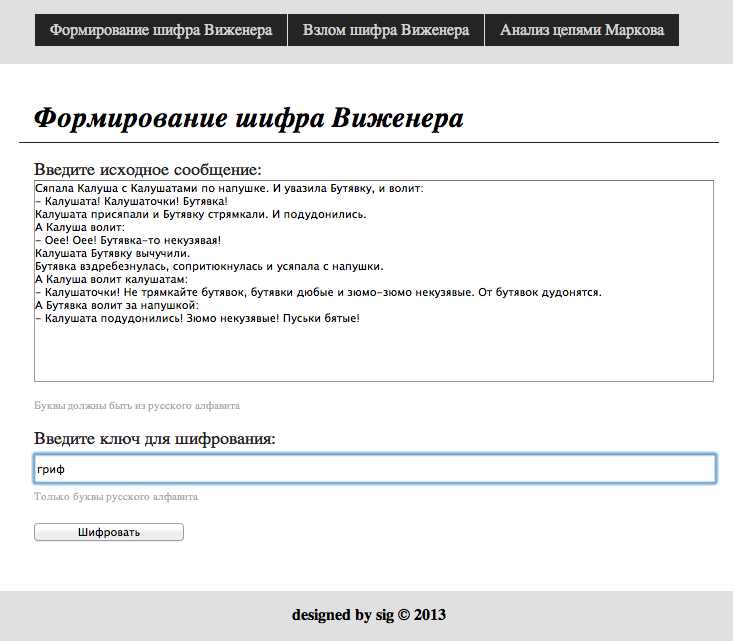 Формирование шифра Виженера Взлом шифра Виженера Анализ цепями Маркова
Формирование шифра Виженера
Введите исходное сообщение:
Сяпала Калуша с Калушатами по напушке. И увазила Бутявку, и волит:
- Калушата! Калушаточки! Бутявка!
Калушата присяпали и Бутявку стрямкали. И подудонились.
А Калуша волит:
- Оее! Оее! Бутявка-то некузявая!
Калушата Бутявку вычучили.
Бутявка вздребезнулась, сопритюкнулась и усяпала с напушки.
А Калуша волит калушатам:
- Калушаточки! Не трямкайте бутявок, бутявки дюбые и зюмо-зюмо некузявые. От бутявок дудонятся.
А Бутявка волит за напушкой:
- Калушата подудонились! Зюмо некузявые! Пуськи бятые!
Буквы должны быть из русского алфавита
Введите ключ для шифрования:
гриф
Только буквы русского алфавита
Шифровать
designed by sig © 2013